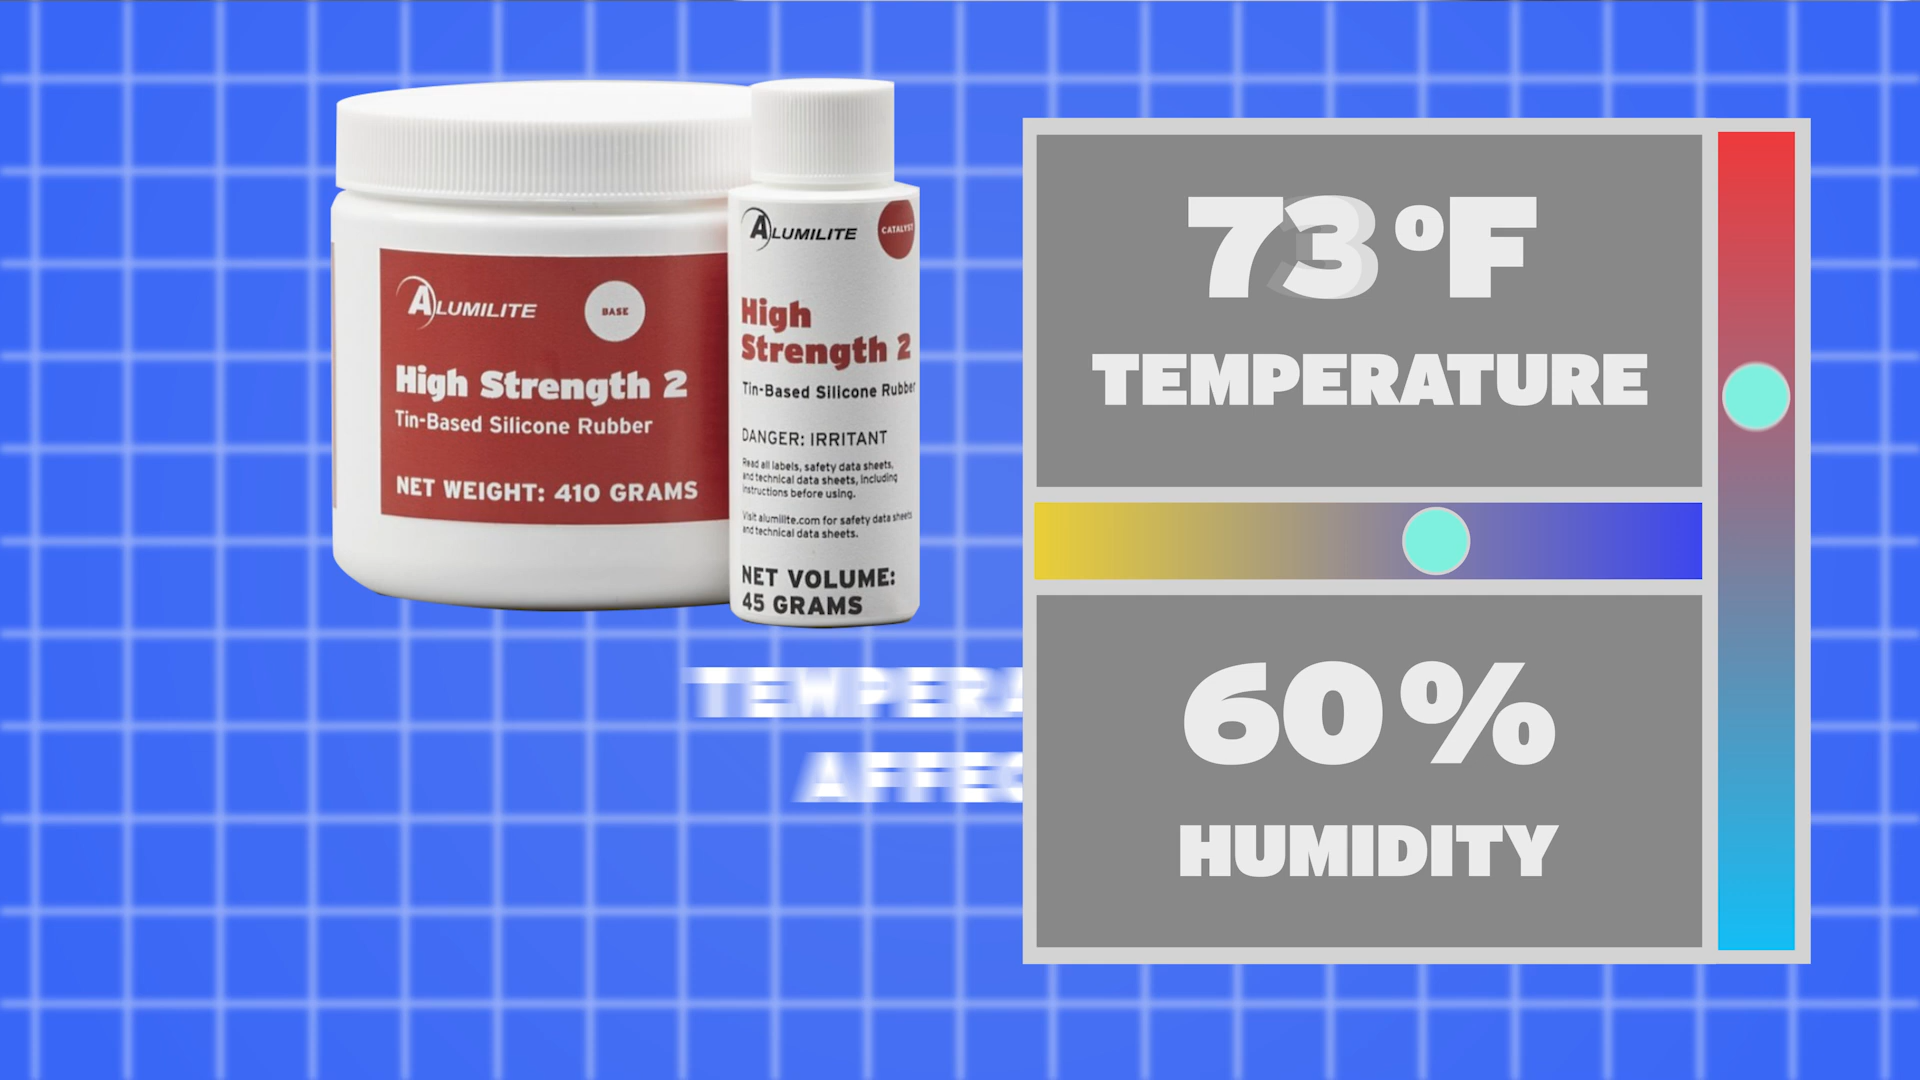 ALUMILITE
BASE
High Strength 2
Tin-Based Silicone Rubber
NET WEIGHT: 410 GRAMS
ALUMILITE
CATALYST
High
Strength 2
Tin-Based Silicone Rubber
DANGER: IRRITANT
Read all labels, safety data sheets,
and technical data sheets, including
instructions before using.
Visit alumilite.com for safety data sheets
and technical data sheets.
NET VOLUME:
45 GRAMS
TEMPERA
AFFEC
73°F
TEMPERATURE
60%
HUMIDITY